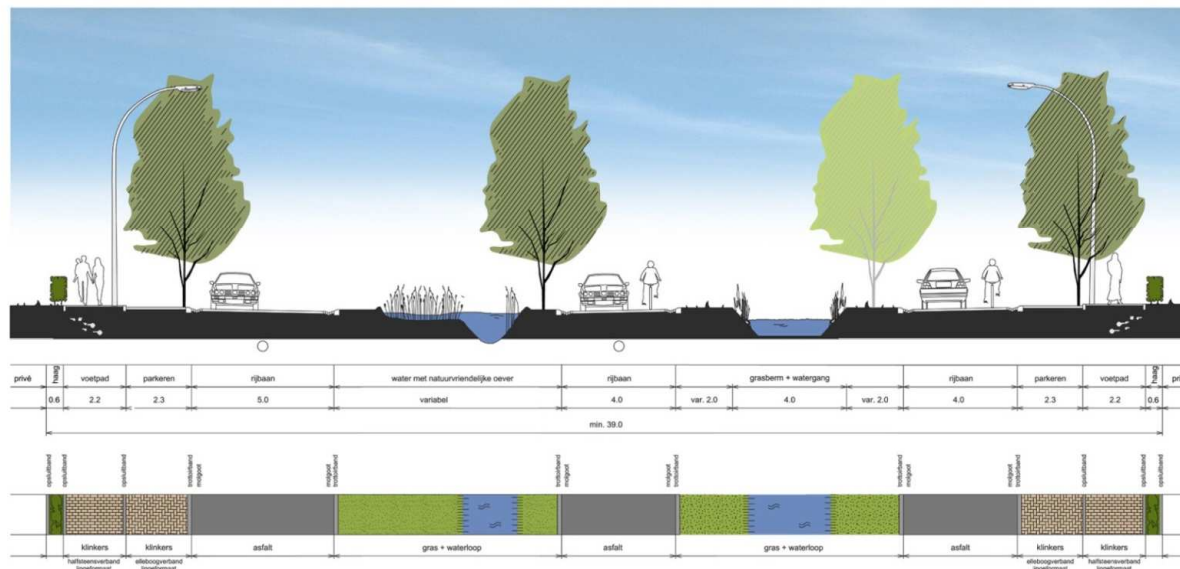 privé haag voetpad parkeren rijbaan water met natuurvriendelijke oever rijbaan grasberm + watergang rijbaan parkeren voetpad haag
0.6 2.2 2.3 5.0 variabel 4.0 var. 2.0 4.0 var. 2.0 4.0 2.3 2.2 0.6
min. 39.0
opsluitband opsluitband opsluitband trottoirband molgoot molgoot trottoirband trottoirband molgoot molgoot trottoirband trottoirband molgoot molgoot trottoirband opsluitband opsluitband opsluitband
klinkers klinkers asfalt gras + waterloop asfalt gras + waterloop asfalt klinkers klinkers
halfsteensverband elleboogverband elleboogverband halfsteensverband